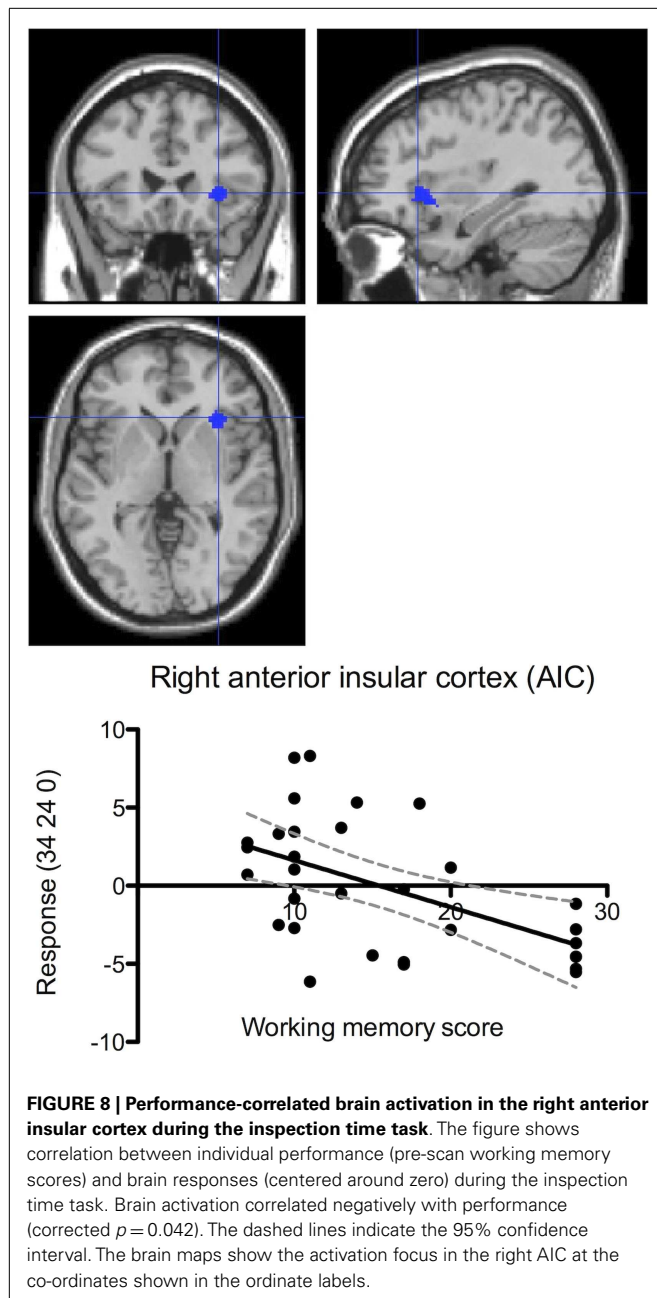 Right anterior insular cortex (AIC)
10
5
0
-5
-10
Response (34 24 0)
10
20
30
Working memory score
FIGURE 8 | Performance-correlated brain activation in the right anterior
insular cortex during the inspection time task. The figure shows
correlation between individual performance (pre-scan working memory
scores) and brain responses (centered around zero) during the inspection
time task. Brain activation correlated negatively with performance
(corrected p = 0.042). The dashed lines indicate the 95% confidence
interval. The brain maps show the activation focus in the right AIC at the
co-ordinates shown in the ordinate labels.